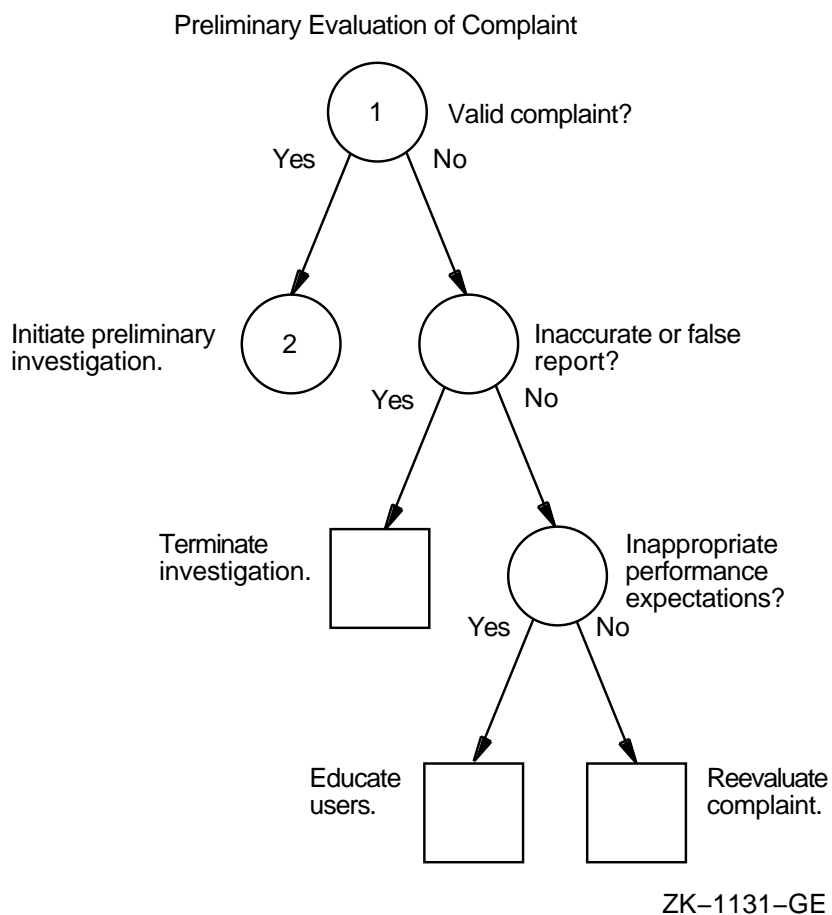 Preliminary Evaluation of Complaint
1
Valid complaint?
Yes
No
Initiate preliminary
investigation.
2
Inaccurate or false
report?
Yes
No
Terminate
investigation.
Inappropriate
performance
expectations?
Yes
No
Educate
users.
Reevaluate
complaint.
ZK−1131−GE